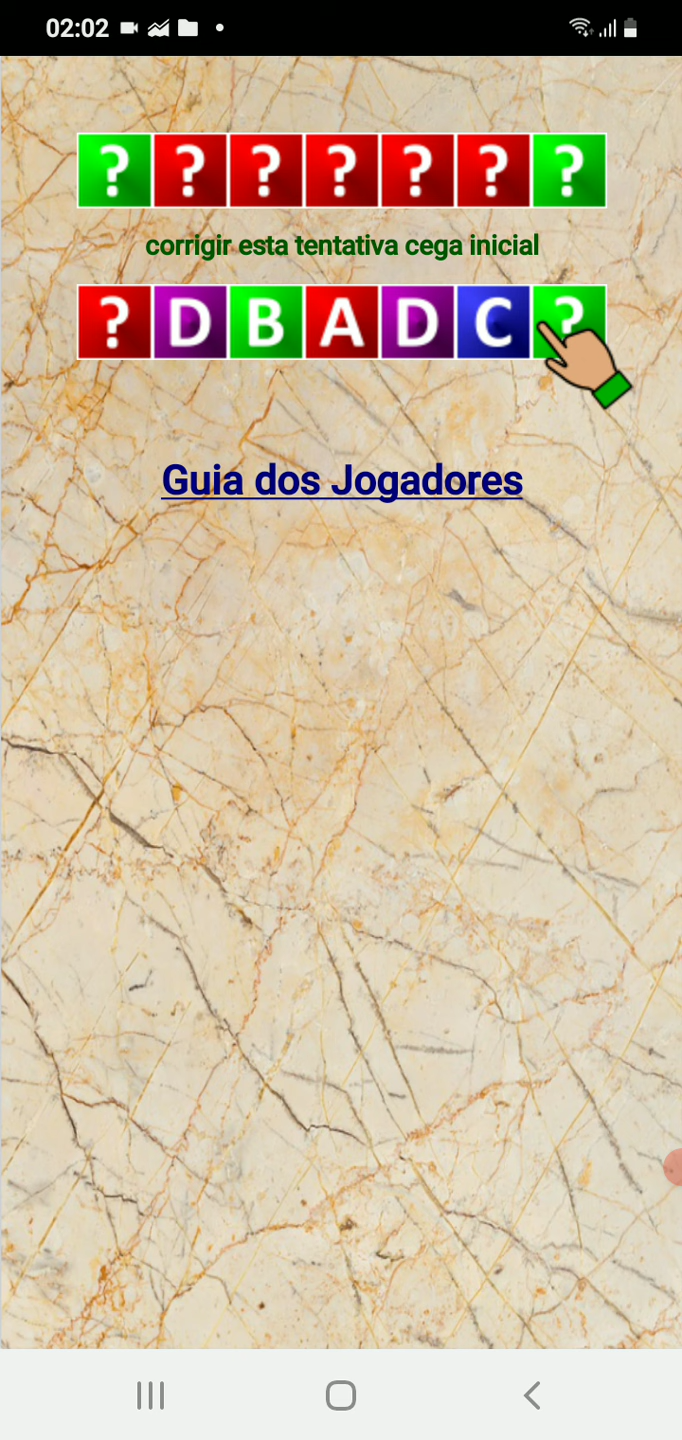 02:02
? ? ? ? ? ? ?
corrigir esta tentativa cega inicial
? D B A D C ?
Guia dos Jogadores